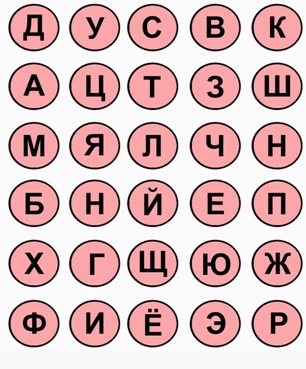 Д У С В К
А Ц Т З Ш
М Я Л Ч Н
Б Н Й Е П
Х Г Щ Ю Ж
Ф И Ё Э Р